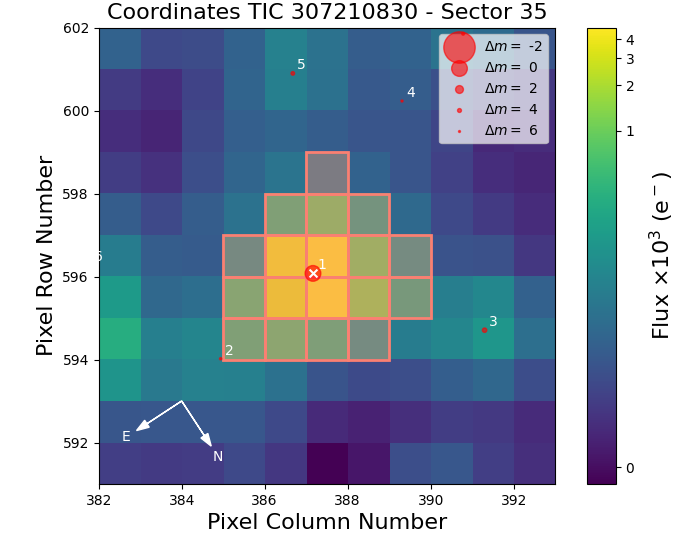 Coordinates TIC 307210830 - Sector 35
Δm = -2
Δm = 0
Δm = 2
Δm = 4
Δm = 6
5
4
1
6
3
2
E
N
602
600
598
596
594
592
382
384
386
388
390
392
Pixel Column Number
Pixel Row Number
4
3
2
1
0
Flux ×10³ (e⁻)